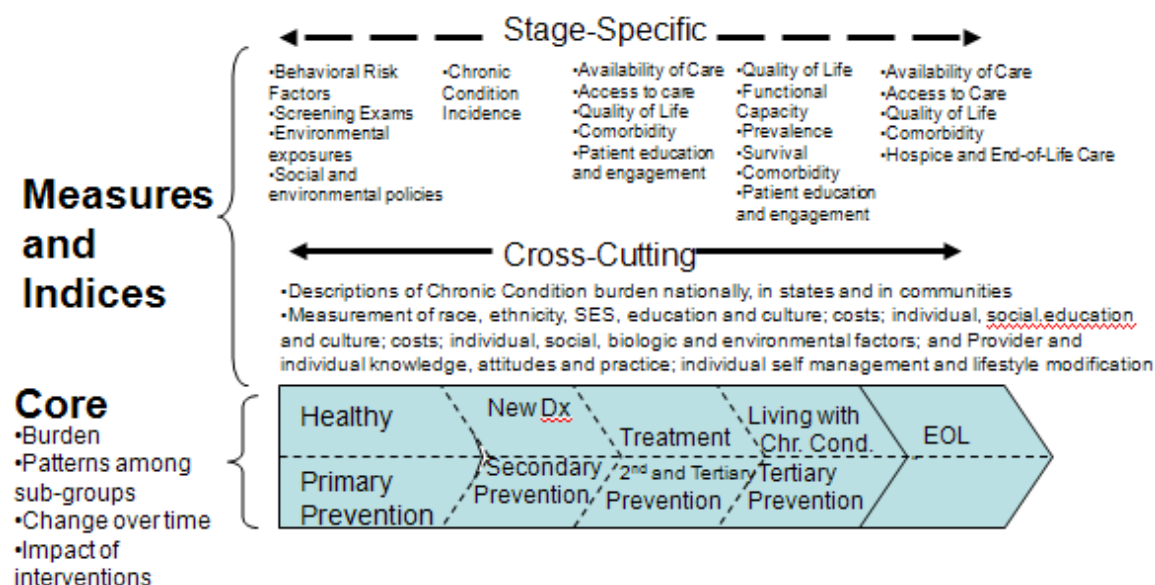 Stage-Specific
•Behavioral Risk
Factors
•Screening Exams
•Environmental
exposures
•Social and
environmental policies
•Chronic
Condition
Incidence
•Availability of Care
•Access to care
•Quality of Life
•Comorbidity
•Patient education
and engagement
•Quality of Life
•Functional
Capacity
•Prevalence
•Survival
•Comorbidity
•Patient education
and engagement
•Availability of Care
•Access to Care
•Quality of Life
•Comorbidity
•Hospice and End-of-Life Care
Measures
and
Indices
Cross-Cutting
•Descriptions of Chronic Condition burden nationally, in states and in communities
•Measurement of race, ethnicity, SES, education and culture; costs; individual, social.education
and culture; costs; individual, social, biologic and environmental factors; and Provider and
individual knowledge, attitudes and practice; individual self management and lifestyle modification
Core
•Burden
•Patterns among
sub-groups
•Change over time
•Impact of
interventions
Healthy
New Dx
Treatment
Living with
Chr. Cond.
EOL
Primary
Prevention
Secondary
Prevention
2nd and Tertiary
Prevention
Tertiary
Prevention